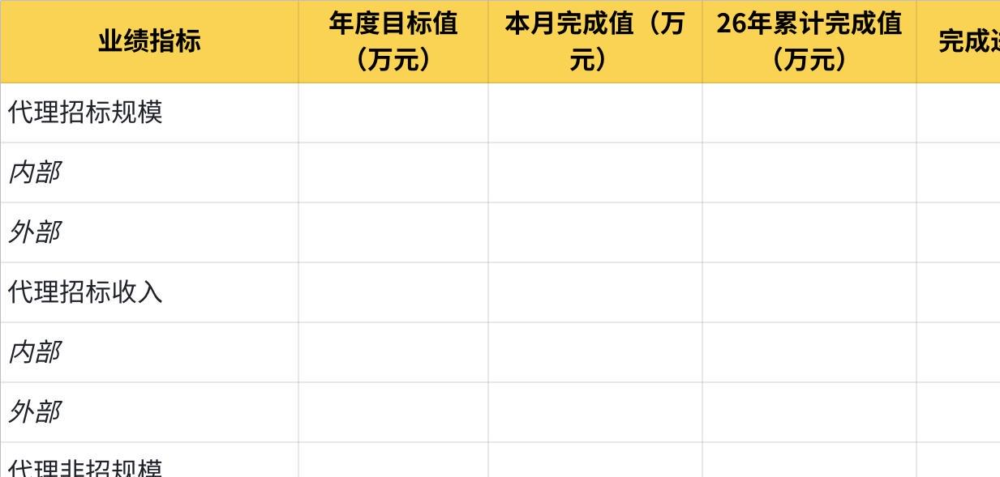 业绩指标
年度目标值
（万元）
本月完成值（万
元）
26年累计完成值
（万元）
完成
代理招标规模
内部
外部
代理招标收入
内部
外部
代理非招规模